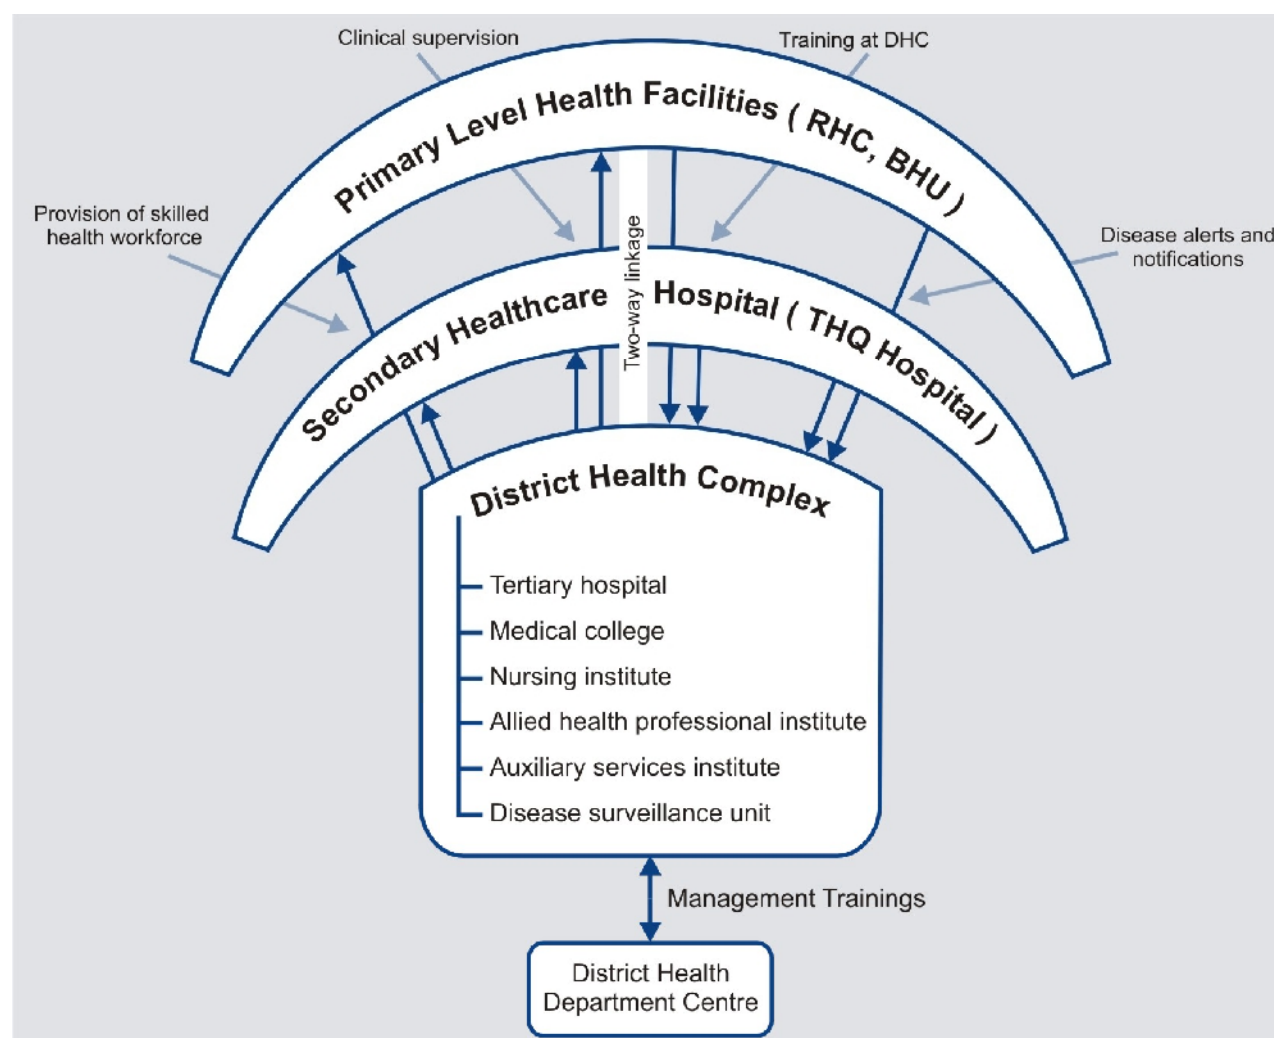 Clinical supervision
Training at DHC
Primary Level Health Facilities ( RHC, BHU )
Provision of skilled
health workforce
Disease alerts and
notifications
Two-way linkage
Secondary Healthcare Hospital ( THQ Hospital )
District Health Complex
Tertiary hospital
Medical college
Nursing institute
Allied health professional institute
Auxiliary services institute
Disease surveillance unit
Management Trainings
District Health
Department Centre